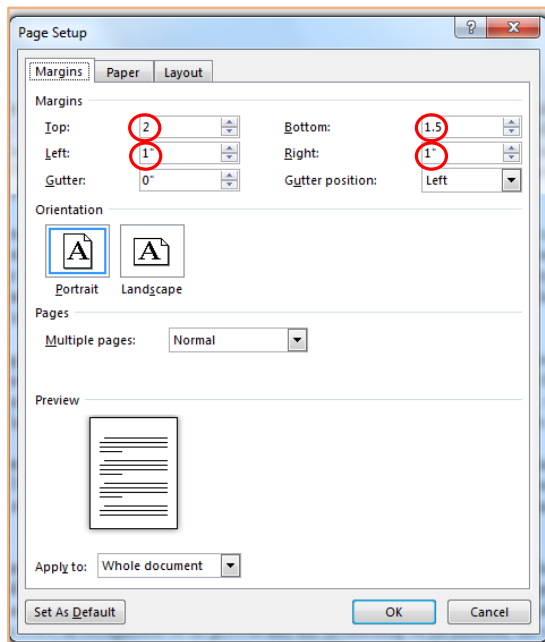 Page Setup
Margins Paper Layout
Margins
Top: 2 Bottom: 1.5
Left: 1" Right: 1"
Gutter: 0" Gutter position: Left
Orientation
A A
Portrait Landscape
Pages
Multiple pages: Normal
Preview
Apply to: Whole document
Set As Default OK Cancel